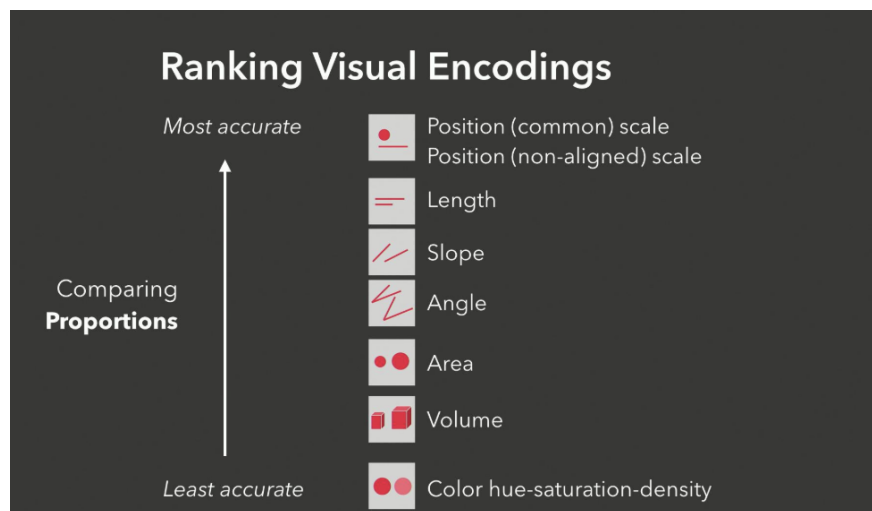 Ranking Visual Encodings
Most accurate
Position (common) scale
Position (non-aligned) scale
Length
Slope
Comparing
Proportions
Angle
Area
Volume
Least accurate
Color hue-saturation-density